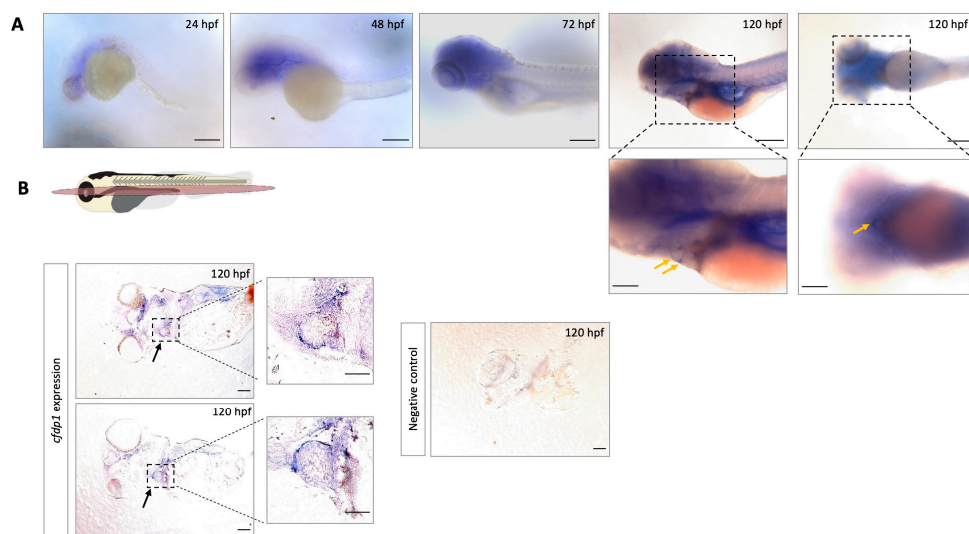 A
24 hpf
48 hpf
72 hpf
120 hpf
120 hpf
B
cfdp1 expression
120 hpf
120 hpf
Negative control
120 hpf